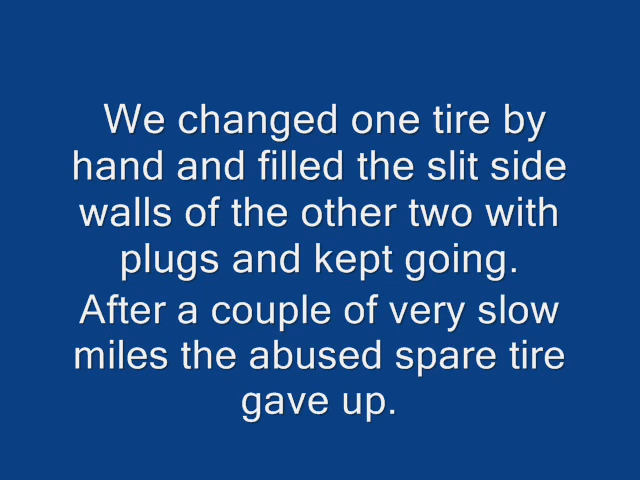 We changed one tire by
hand and filled the slit side
walls of the other two with
plugs and kept going.
After a couple of very slow
miles the abused spare tire
gave up.